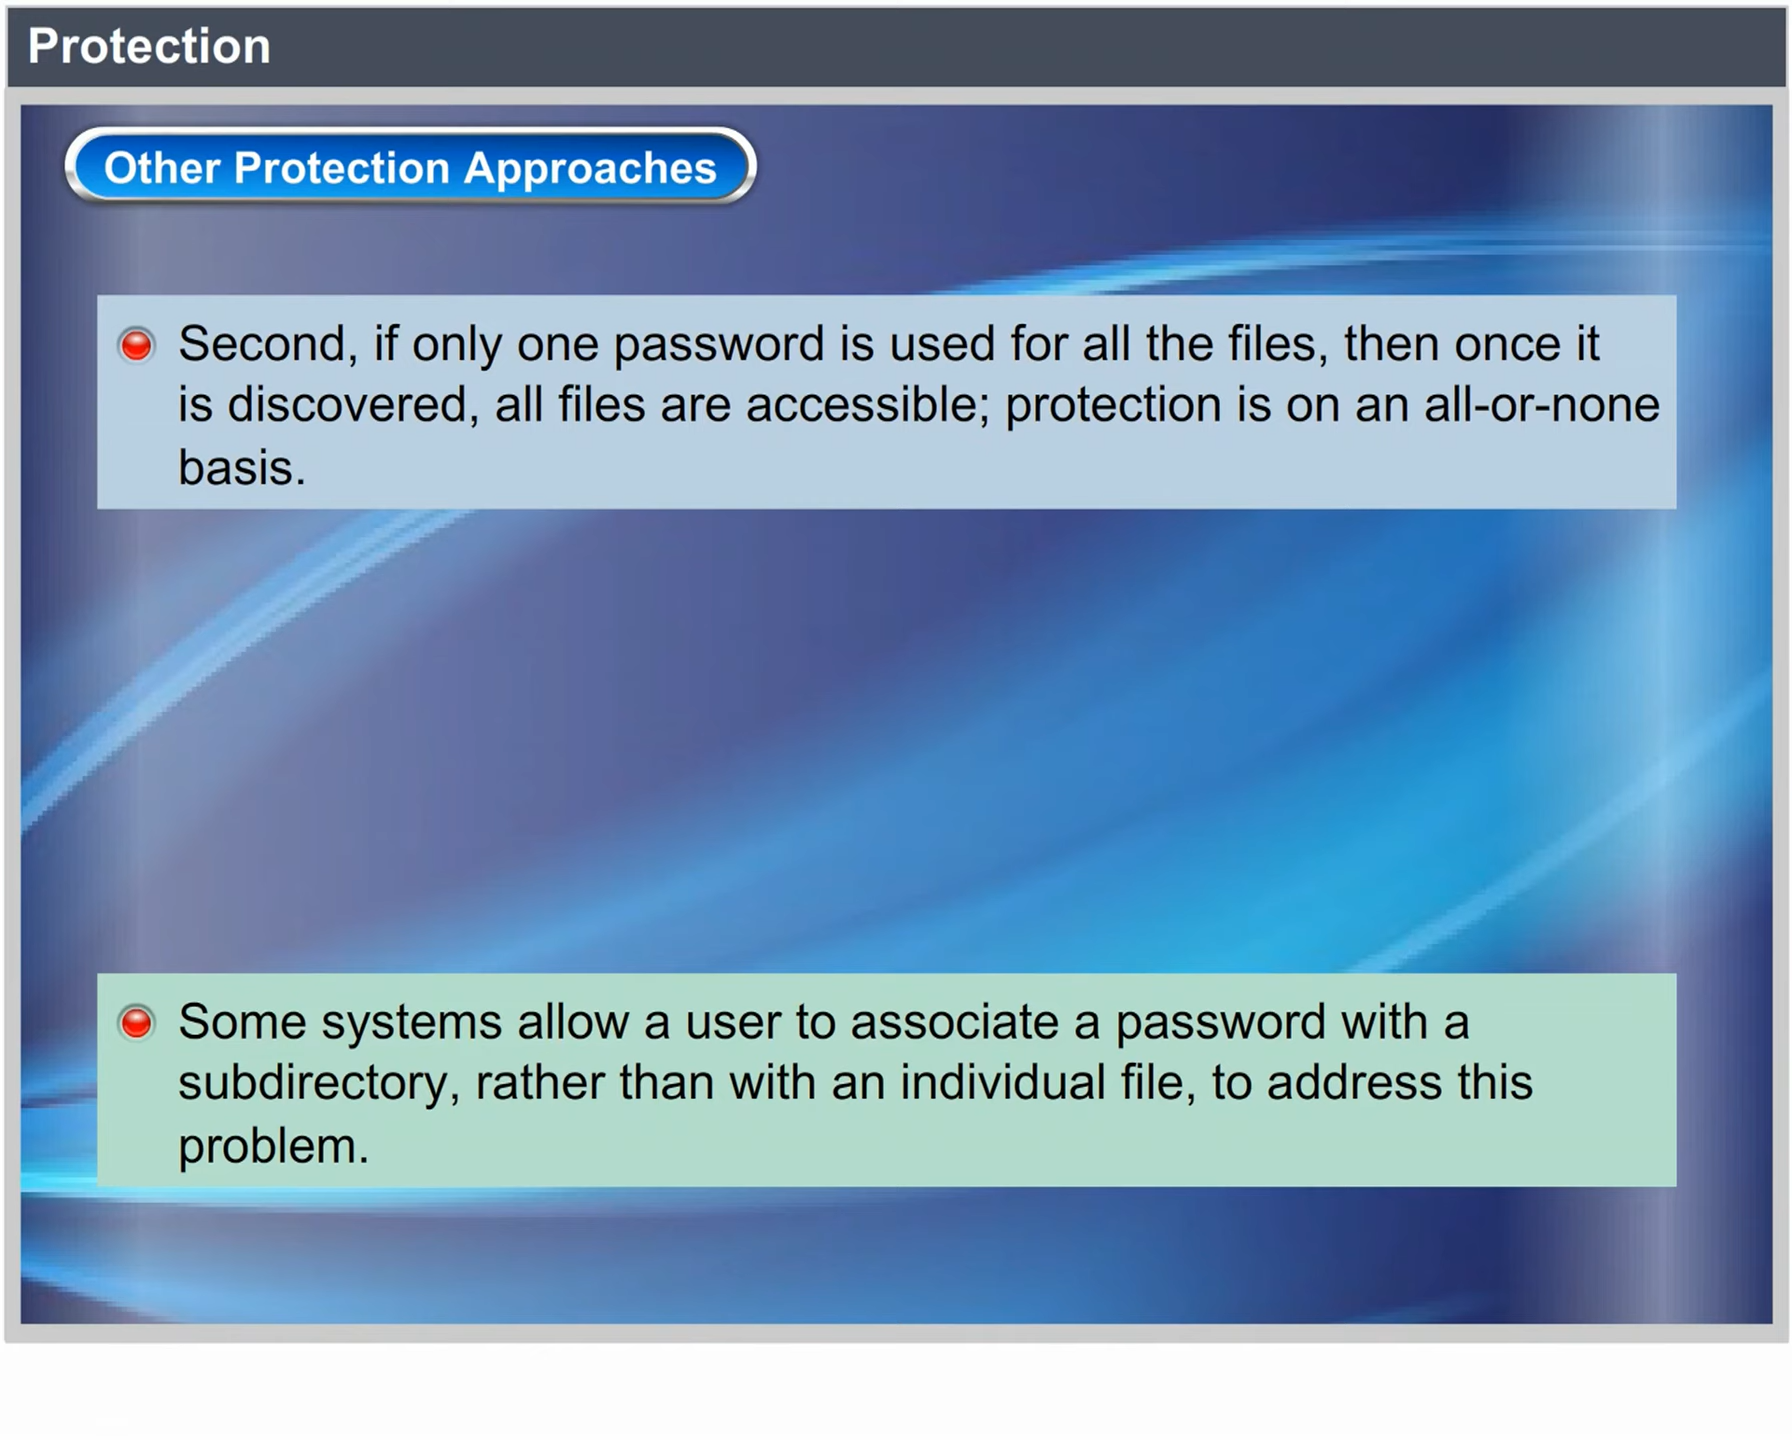 Protection
Other Protection Approaches
Second, if only one password is used for all the files, then once it
is discovered, all files are accessible; protection is on an all-or-none
basis.
Some systems allow a user to associate a password with a
subdirectory, rather than with an individual file, to address this
problem.